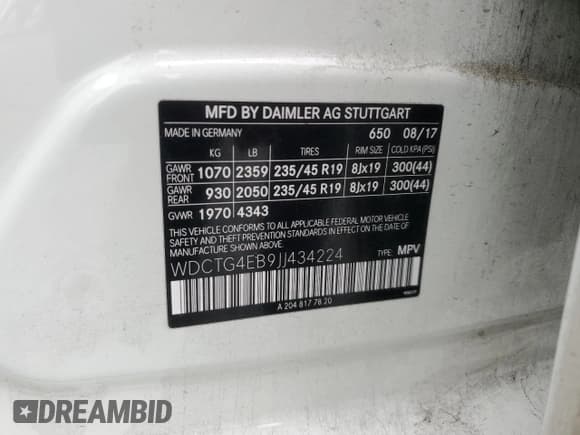 MFD BY DAIMLER AG STUTTGART
MADE IN GERMANY 650 08/17
KG LB TIRES RIM SIZE COLD KPA (PSI)
GAWR FRONT 1070 2359 235/45 R19 8Jx19 300(44)
GAWR REAR 930 2050 235/45 R19 8Jx19 300(44)
GVWR 1970 4343
THIS VEHICLE CONFORMS TO ALL APPLICABLE FEDERAL MOTOR VEHICLE
SAFETY AND THEFT PREVENTION STANDARDS IN EFFECT ON THE DATE OF
MANUFACTURE SHOWN ABOVE.
WDCTG4EB9JJ434224 TYPE: MPV
A 204 817 78 20
DREAMBID